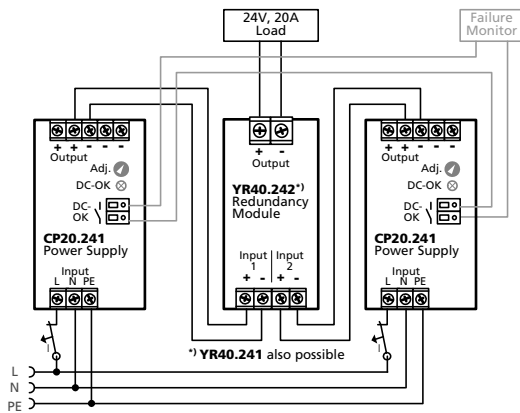 24V, 20A
Load
Failure
Monitor
+ + - - -
Output
Adj.
DC-OK
DC-
OK
CP20.241
Power Supply
Input
L N PE
+ -
Output
YR40.242*)
Redundancy
Module
Input Input
1 2
+ - + -
+ + - - -
Output
Adj.
DC-OK
DC-
OK
CP20.241
Power Supply
Input
L N PE
I
I
*) YR40.241 also possible
L
N
PE